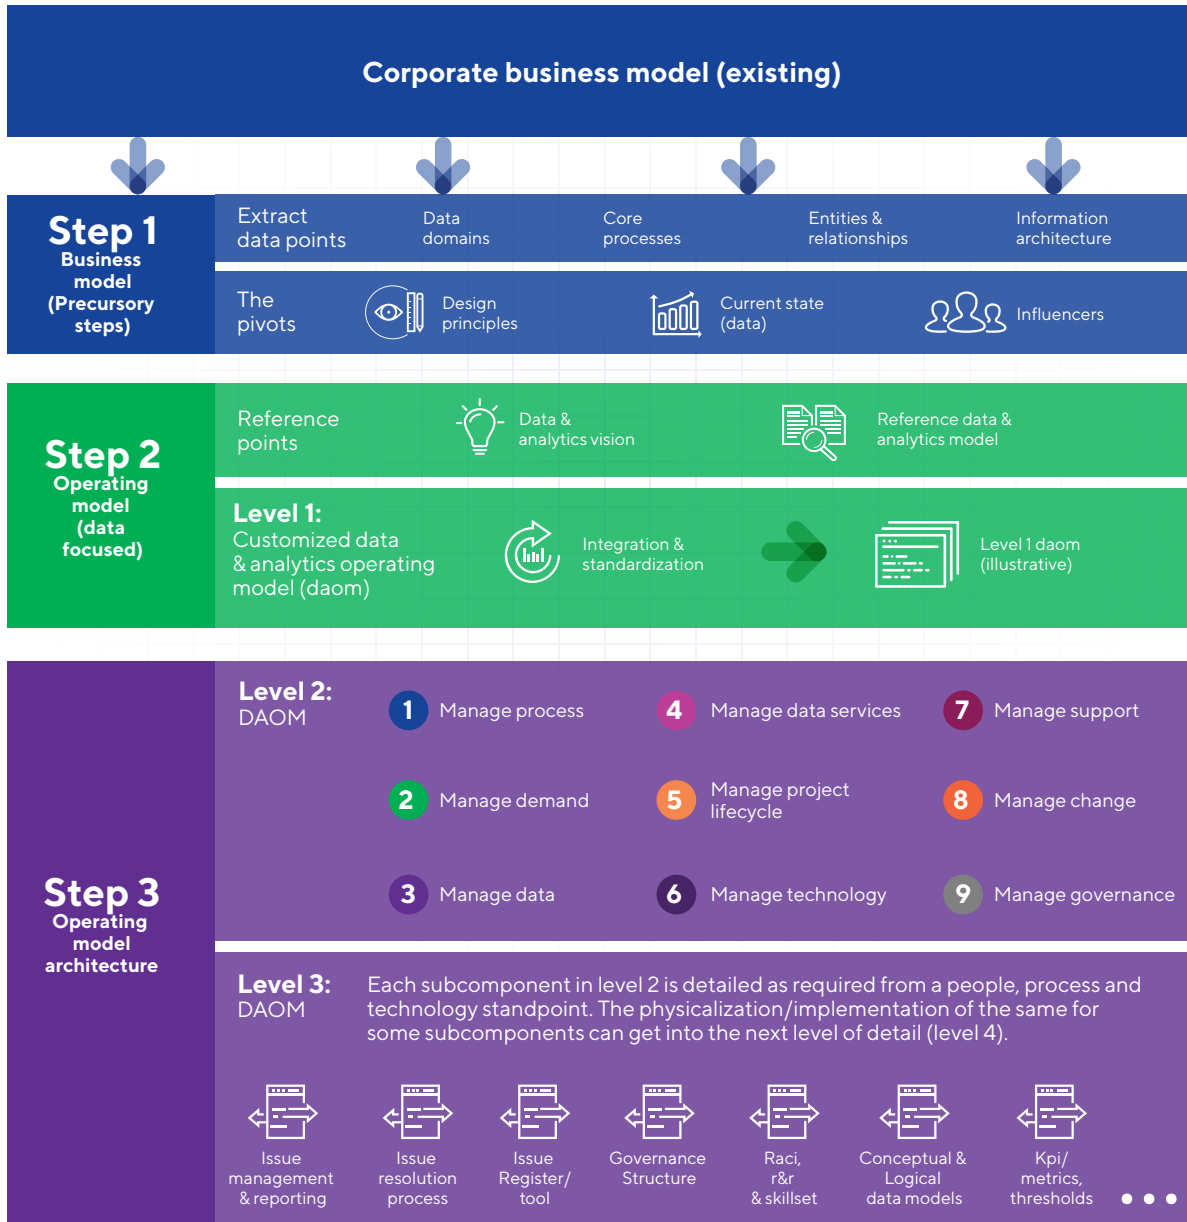 Corporate business model (existing)
Step 1
Business
model
(Precursory
steps)
Extract
data points
Data
domains
Core
processes
Entities &
relationships
Information
architecture
The
pivots
Design
principles
Current state
(data)
Influencers
Step 2
Operating
model
(data
focused)
Reference
points
Data &
analytics vision
Reference data &
analytics model
Level 1:
Customized data
& analytics operating
model (daom)
Integration &
standardization
Level 1 daom
(illustrative)
Step 3
Operating
model
architecture
Level 2:
DAOM
1 Manage process
4 Manage data services
7 Manage support
2 Manage demand
5 Manage project
lifecycle
8 Manage change
3 Manage data
6 Manage technology
9 Manage governance
Level 3:
DAOM
Each subcomponent in level 2 is detailed as required from a people, process and
technology standpoint. The physicalization/implementation of the same for
some subcomponents can get into the next level of detail (level 4).
Issue
management
& reporting
Issue
resolution
process
Issue
Register/
tool
Governance
Structure
Raci,
r&r
& skillset
Conceptual &
Logical
data models
Kpi/
metrics,
thresholds